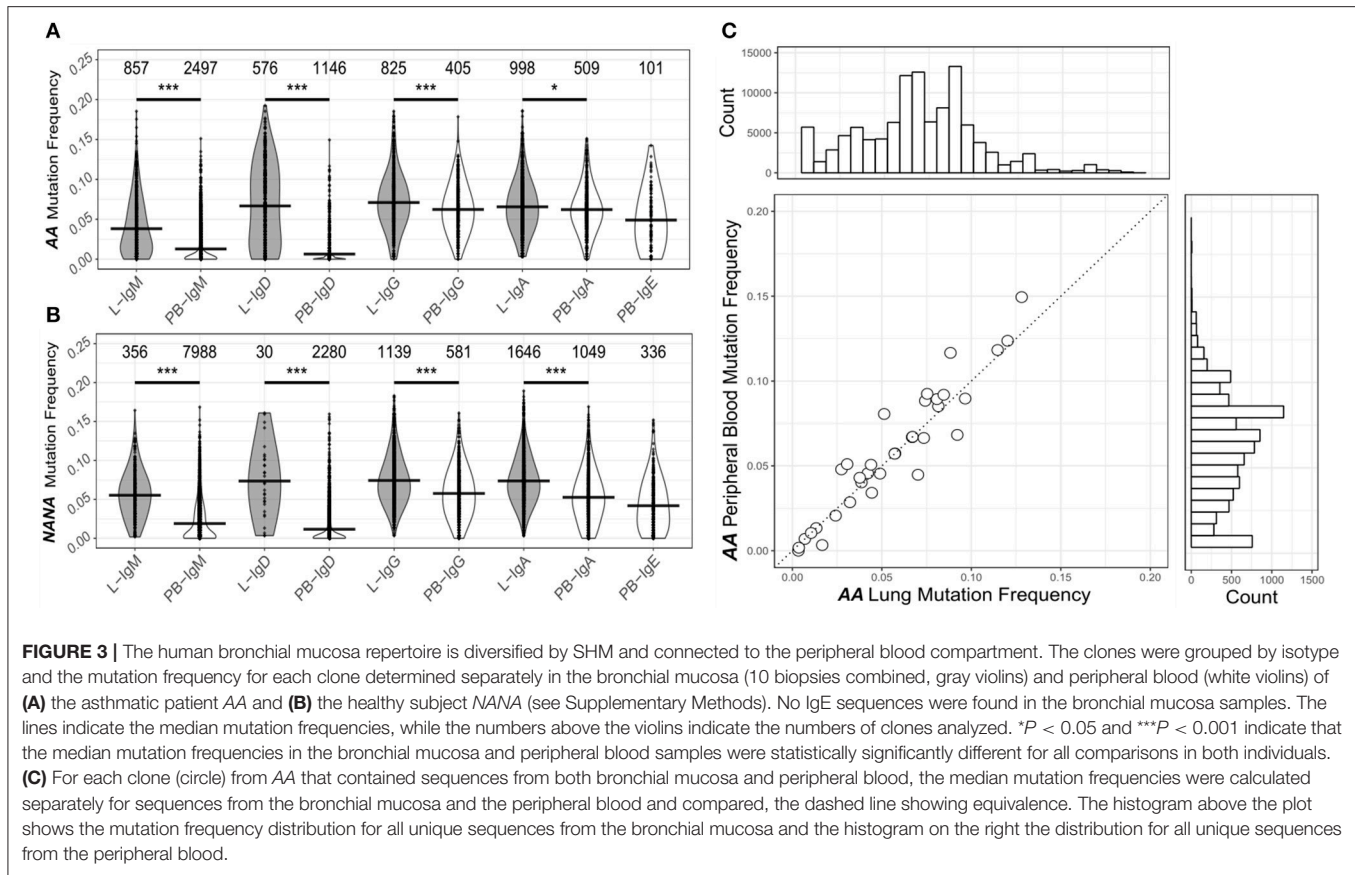 A
AA Mutation Frequency
0.25
0.20
0.15
0.10
0.05
0.00
857 2497 576 1146 825 405 998 509 101
*** *** *** *
L-IgM PB-IgM L-IgD PB-IgD L-IgG PB-IgG L-IgA PB-IgA PB-IgE
B
NANA Mutation Frequency
0.25
0.20
0.15
0.10
0.05
0.00
356 7988 30 2280 1139 581 1646 1049 336
*** *** *** ***
L-IgM PB-IgM L-IgD PB-IgD L-IgG PB-IgG L-IgA PB-IgA PB-IgE
C
Count
15000
10000
5000
0
AA Peripheral Blood Mutation Frequency
0.20
0.15
0.10
0.05
0.00
0.00 0.05 0.10 0.15 0.20
AA Lung Mutation Frequency
0 500 1000 1500
Count
FIGURE 3 | The human bronchial mucosa repertoire is diversified by SHM and connected to the peripheral blood compartment. The clones were grouped by isotype
and the mutation frequency for each clone determined separately in the bronchial mucosa (10 biopsies combined, gray violins) and peripheral blood (white violins) of
(A) the asthmatic patient AA and (B) the healthy subject NANA (see Supplementary Methods). No IgE sequences were found in the bronchial mucosa samples. The
lines indicate the median mutation frequencies, while the numbers above the violins indicate the numbers of clones analyzed. *P < 0.05 and ***P < 0.001 indicate that
the median mutation frequencies in the bronchial mucosa and peripheral blood samples were statistically significantly different for all comparisons in both individuals.
(C) For each clone (circle) from AA that contained sequences from both bronchial mucosa and peripheral blood, the median mutation frequencies were calculated
separately for sequences from the bronchial mucosa and the peripheral blood and compared, the dashed line showing equivalence. The histogram above the plot
shows the mutation frequency distribution for all unique sequences from the bronchial mucosa and the histogram on the right the distribution for all unique sequences
from the peripheral blood.